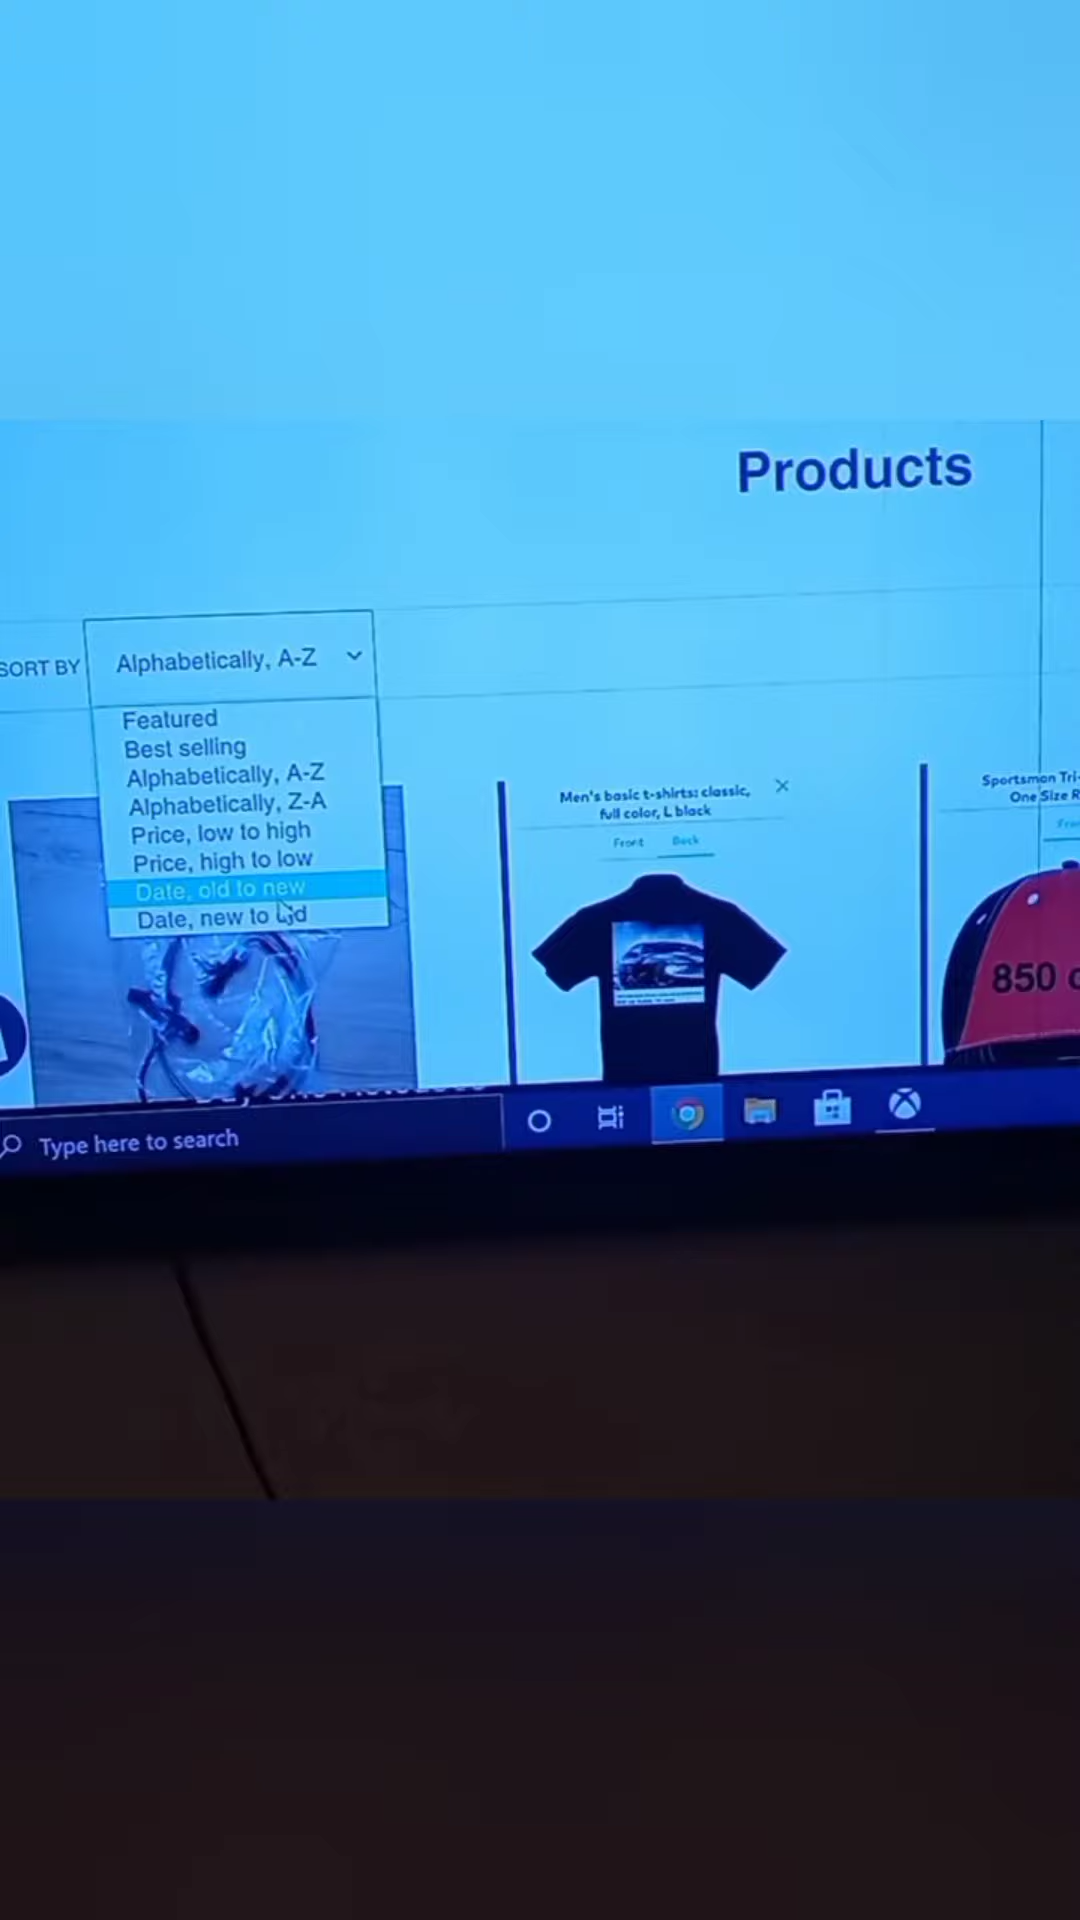 Products
SORT BY
Alphabetically, A-Z
Featured
Best selling
Alphabetically, A-Z
Alphabetically, Z-A
Price, low to high
Price, high to low
Date, old to new
Date, new to old
Men's basic t-shirts: classic,
full color, L black
Front Back
Sportsman Tri-
One Size
850
Type here to search